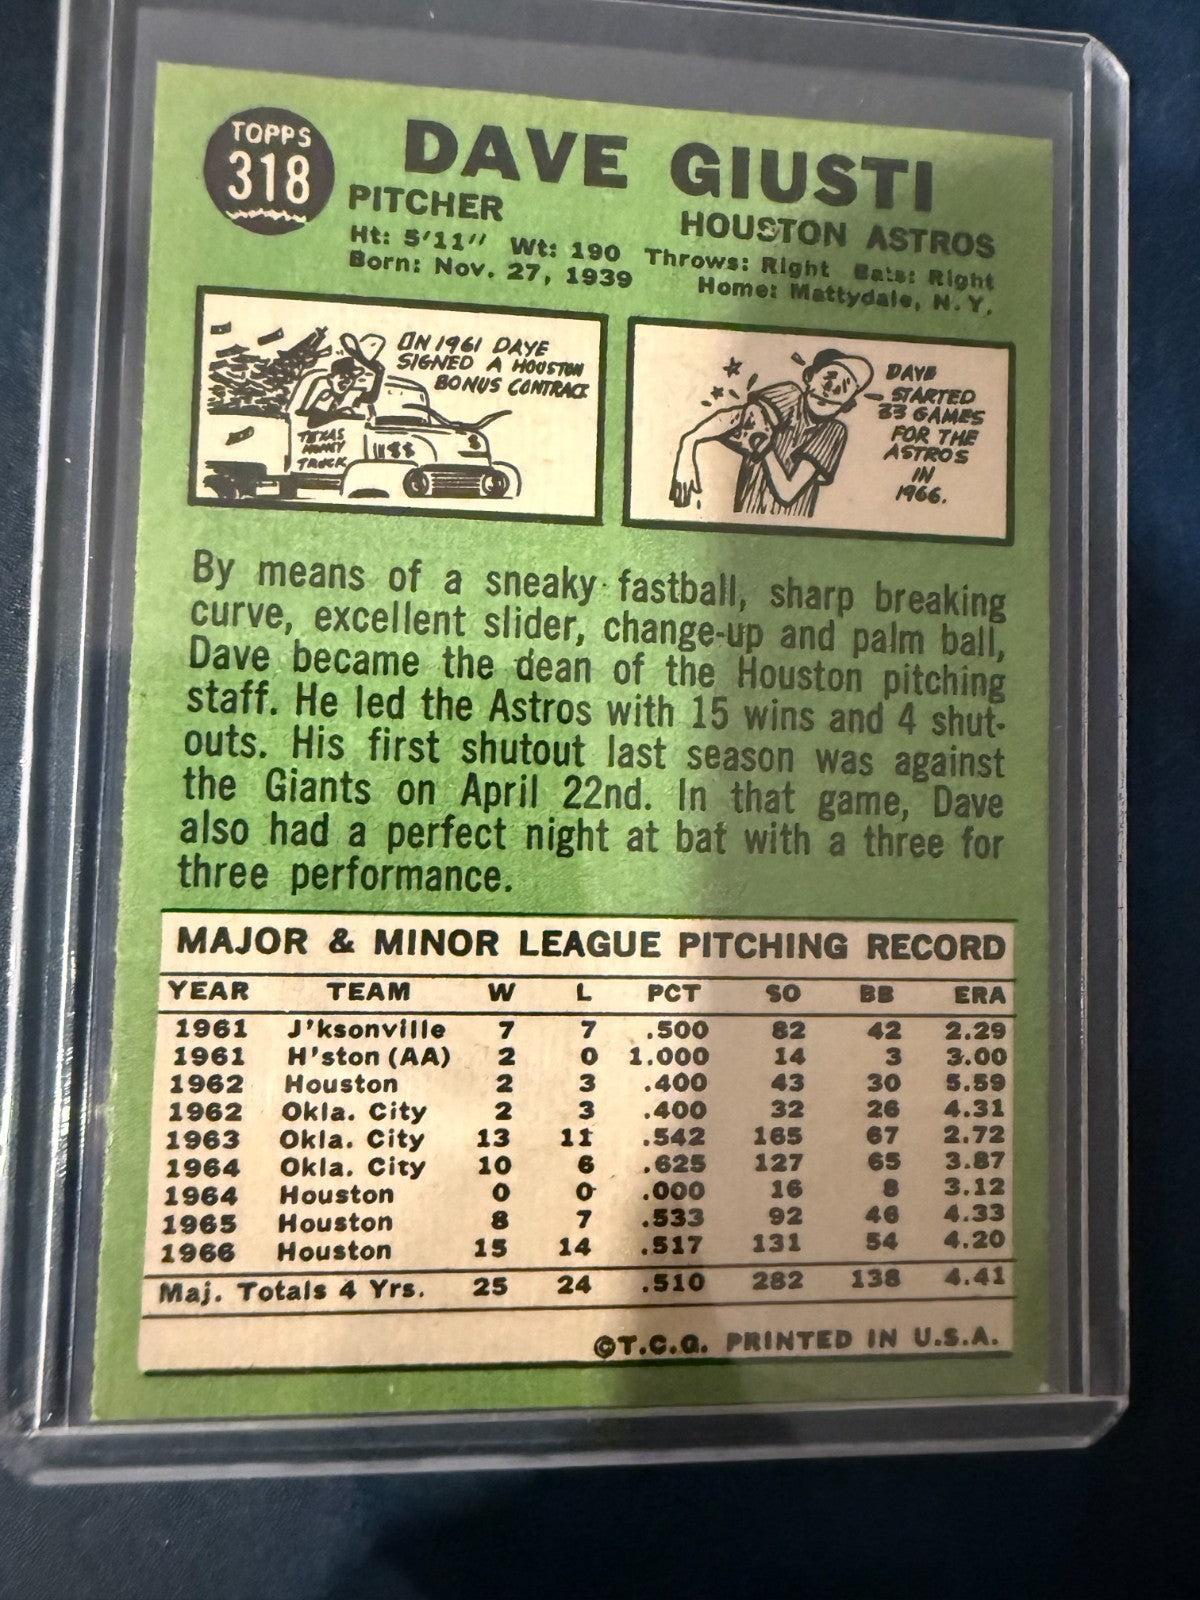 TOPPS
318
DAVE GIUSTI
PITCHER
HOUSTON ASTROS
Ht: 5'11" Wt: 190 Throws: Right Bats: Right
Born: Nov. 27, 1939 Home: Mattydale, N. Y.
IN 1961 DAVE
SIGNED A HOUSTON
BONUS CONTRACT
TEXAS
MONEY
TRUCK
DAVE
STARTED
33 GAMES
FOR THE
ASTROS
IN
1966.
By means of a sneaky fastball, sharp breaking
curve, excellent slider, change-up and palm ball,
Dave became the dean of the Houston pitching
staff. He led the Astros with 15 wins and 4 shut-
outs. His first shutout last season was against
the Giants on April 22nd. In that game, Dave
also had a perfect night at bat with a three for
three performance.
MAJOR & MINOR LEAGUE PITCHING RECORD
YEAR TEAM W L PCT SO BB ERA
1961 J'ksonville 7 7 .500 82 42 2.29
1961 H'ston (AA) 2 0 1.000 14 3 3.00
1962 Houston 2 3 .400 43 30 5.59
1962 Okla. City 2 3 .400 32 26 4.31
1963 Okla. City 13 11 .542 165 67 2.72
1964 Okla. City 10 6 .625 127 65 3.87
1964 Houston 0 0 .000 16 8 3.12
1965 Houston 8 7 .533 92 46 4.33
1966 Houston 15 14 .517 131 54 4.20
Maj. Totals 4 Yrs. 25 24 .510 282 138 4.41
©T.C.G. PRINTED IN U.S.A.